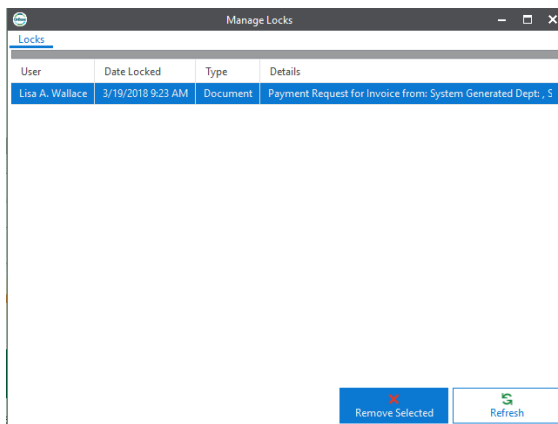 Manage Locks
Locks
User Date Locked Type Details
Lisa A. Wallace 3/19/2018 9:23 AM Document Payment Request for Invoice from: System Generated Dept: , S
Remove Selected Refresh